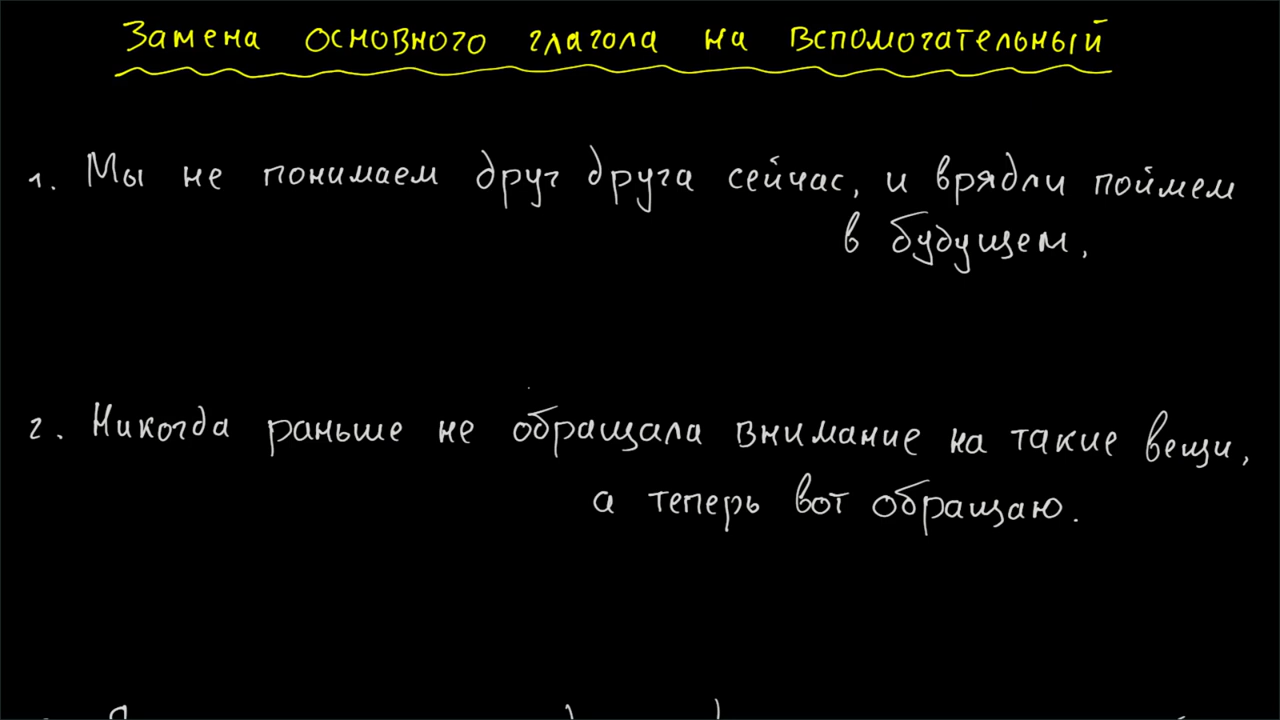 Замена основного глагола на вспомогательный
1. Мы не понимаем друг друга сейчас, и врядли поймем
в будущем.
2. Никогда раньше не обращала внимание на такие вещи,
а теперь вот обращаю.